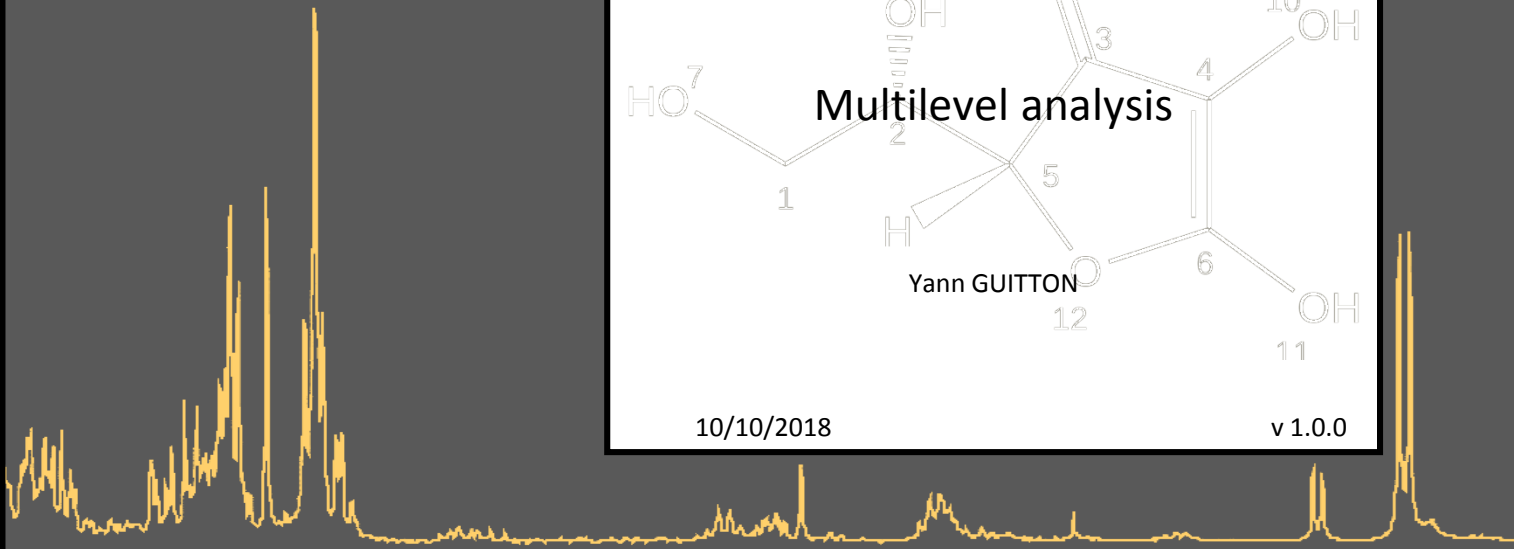 OH
10
OH
3
4
7
HO
Multilevel analysis
2
5
1
H
6
O
Yann GUITTON
12
OH
11
10/10/2018
v 1.0.0